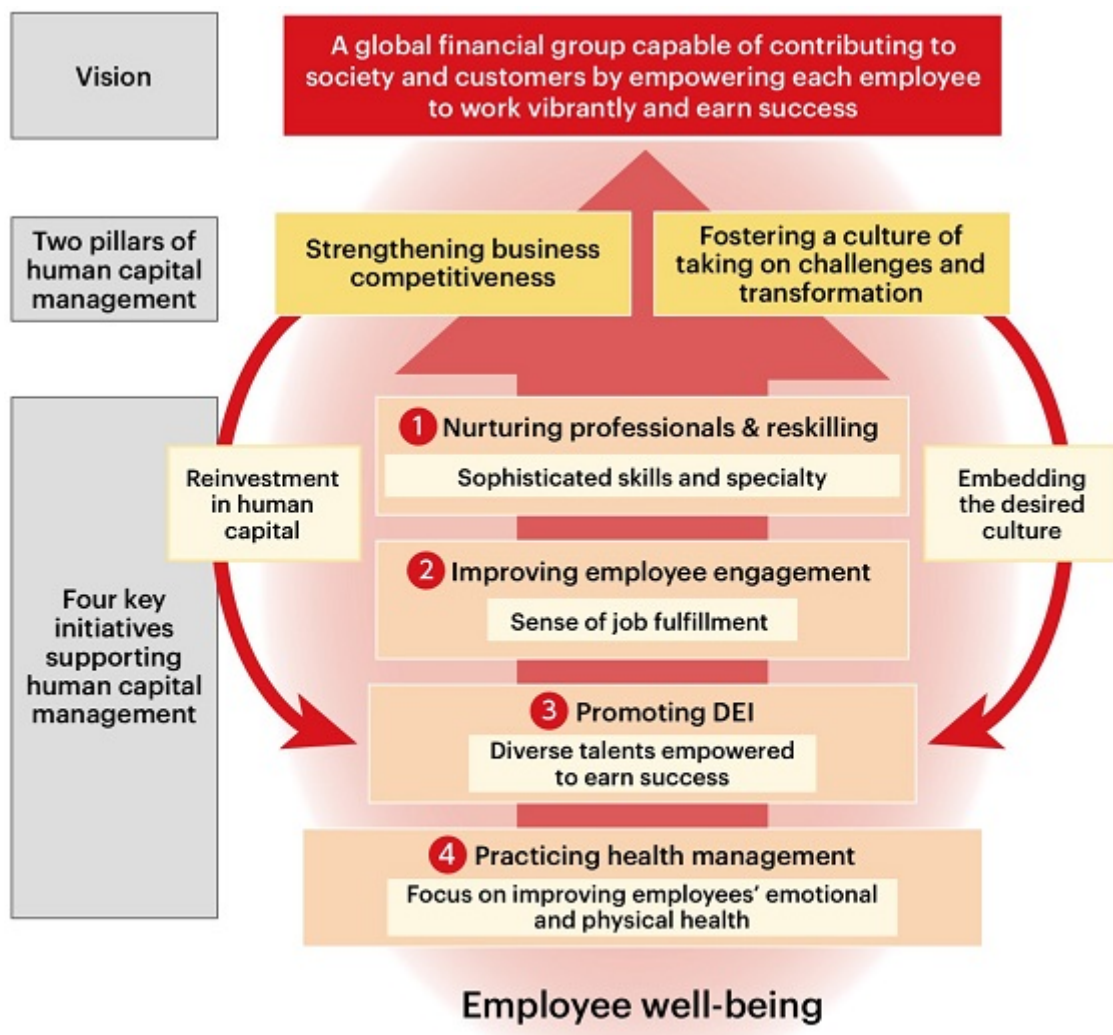 Vision
A global financial group capable of contributing to
society and customers by empowering each employee
to work vibrantly and earn success
Two pillars of
human capital
management
Strengthening business
competitiveness
Fostering a culture of
taking on challenges and
transformation
Four key
initiatives
supporting
human capital
management
Reinvestment
in human
capital
1 Nurturing professionals & reskilling
Sophisticated skills and specialty
2 Improving employee engagement
Sense of job fulfillment
3 Promoting DEI
Diverse talents empowered
to earn success
4 Practicing health management
Focus on improving employees’ emotional
and physical health
Embedding
the desired
culture
Employee well-being